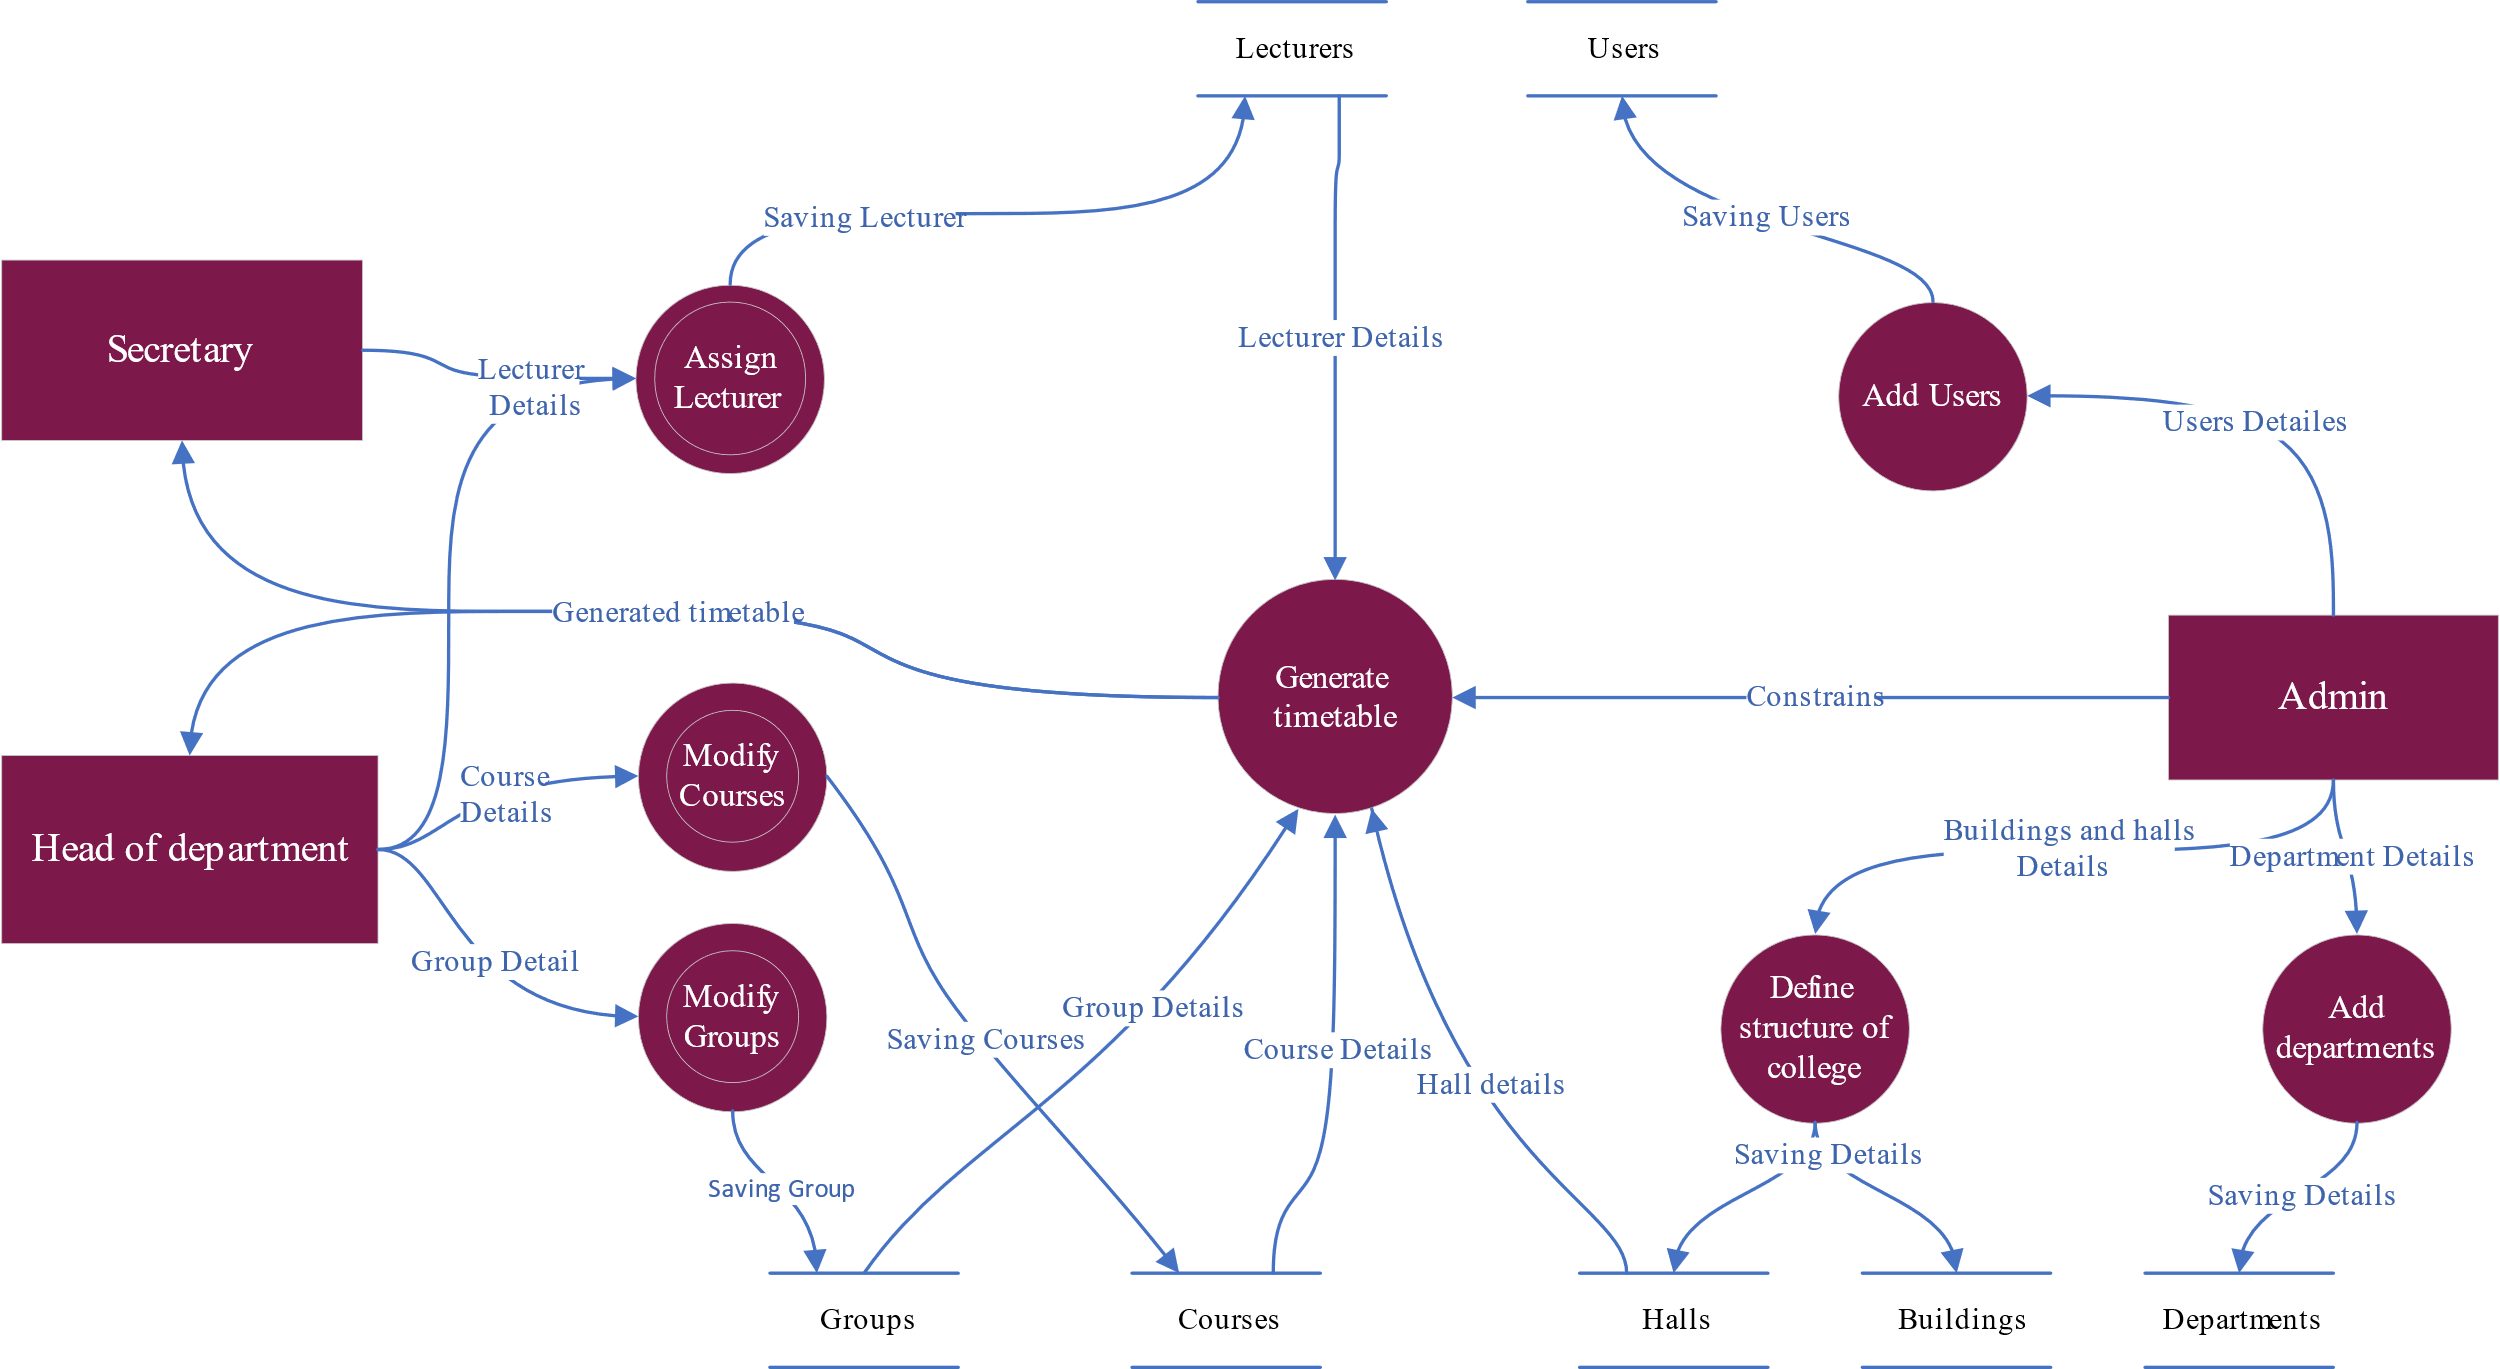 Lecturers
Users
Saving Lecturer
Saving Users
Secretary
Lecturer
Details
Assign
Lecturer
Lecturer Details
Add Users
Users Detailes
Generated timetable
Generate
timetable
Constrains
Admin
Head of department
Course
Details
Modify
Courses
Buildings and halls
Details
Department Details
Group Detail
Modify
Groups
Group Details
Saving Courses
Course Details
Hall details
Define
structure of
college
Add
departments
Saving Group
Saving Details
Saving Details
Groups
Courses
Halls
Buildings
Departments